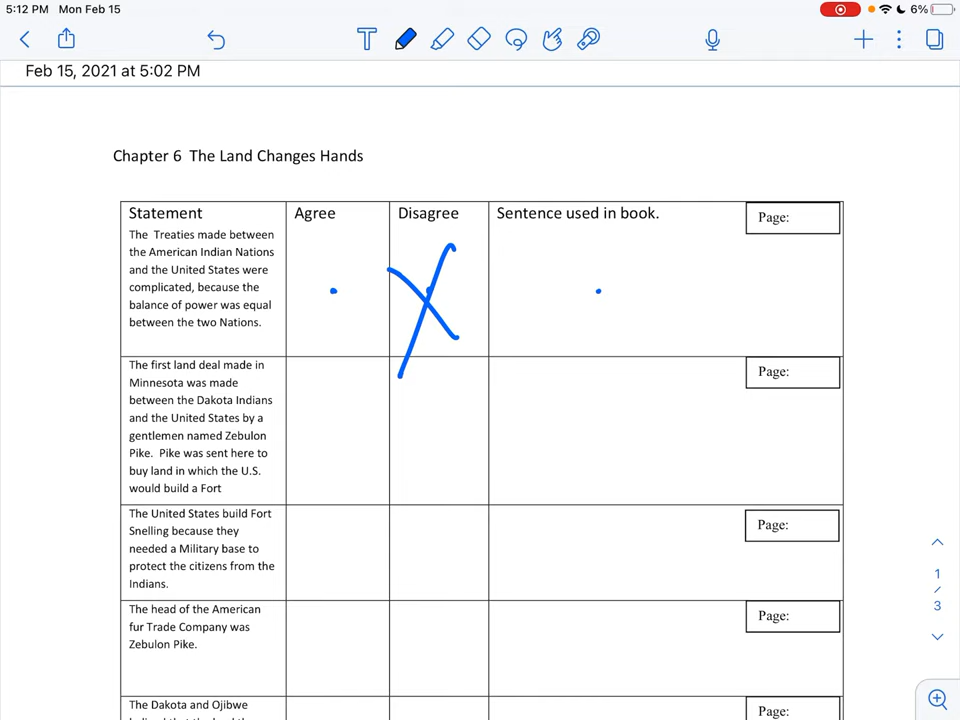 5:12 PM Mon Feb 15
6%
Feb 15, 2021 at 5:02 PM
Chapter 6 The Land Changes Hands
Statement
Agree
Disagree
Sentence used in book.
Page:
The Treaties made between
the American Indian Nations
and the United States were
complicated, because the
balance of power was equal
between the two Nations.
The first land deal made in
Minnesota was made
between the Dakota Indians
and the United States by a
gentlemen named Zebulon
Pike. Pike was sent here to
buy land in which the U.S.
would build a Fort
Page:
The United States build Fort
Snelling because they
needed a Military base to
protect the citizens from the
Indians.
Page:
The head of the American
fur Trade Company was
Zebulon Pike.
Page:
The Dakota and Ojibwe
Page:
1
/
3